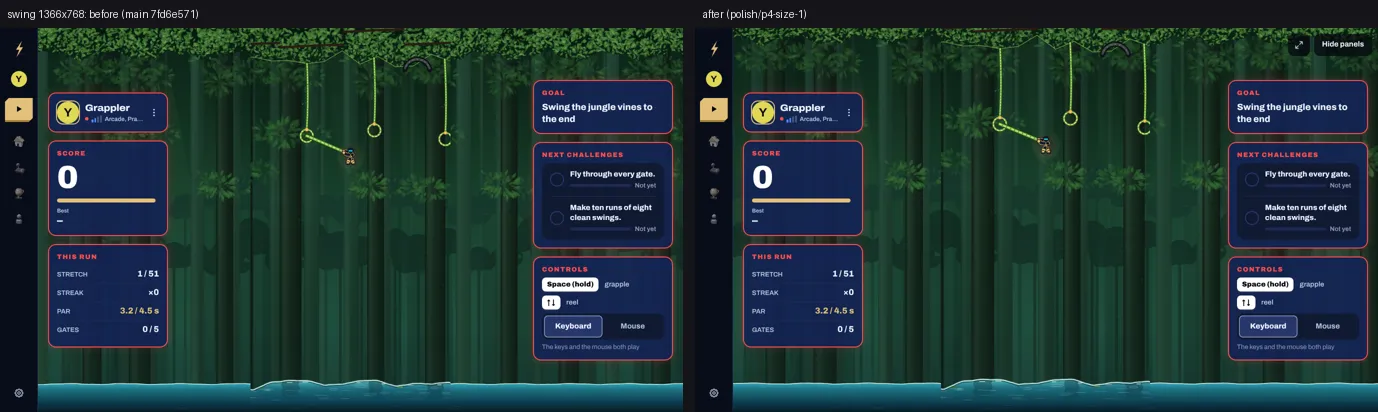 swing 1366x768: before (main 7fd6e571)
Y
Y
Grappler
Arcade, Pra...
SCORE
0
Best
–
THIS RUN
STRETCH 1 / 51
STREAK ×0
PAR 3.2 / 4.5 s
GATES 0 / 5
GOAL
Swing the jungle vines to
the end
NEXT CHALLENGES
Fly through every gate.
Not yet
Make ten runs of eight
clean swings.
Not yet
CONTROLS
Space (hold) grapple
↑↓ reel
Keyboard Mouse
The keys and the mouse both play
after (polish/p4-size-1)
Hide panels
Y
Y
Grappler
Arcade, Pra...
SCORE
0
Best
–
THIS RUN
STRETCH 1 / 51
STREAK ×0
PAR 3.2 / 4.5 s
GATES 0 / 5
GOAL
Swing the jungle vines to
the end
NEXT CHALLENGES
Fly through every gate.
Not yet
Make ten runs of eight
clean swings.
Not yet
CONTROLS
Space (hold) grapple
↑↓ reel
Keyboard Mouse
The keys and the mouse both play